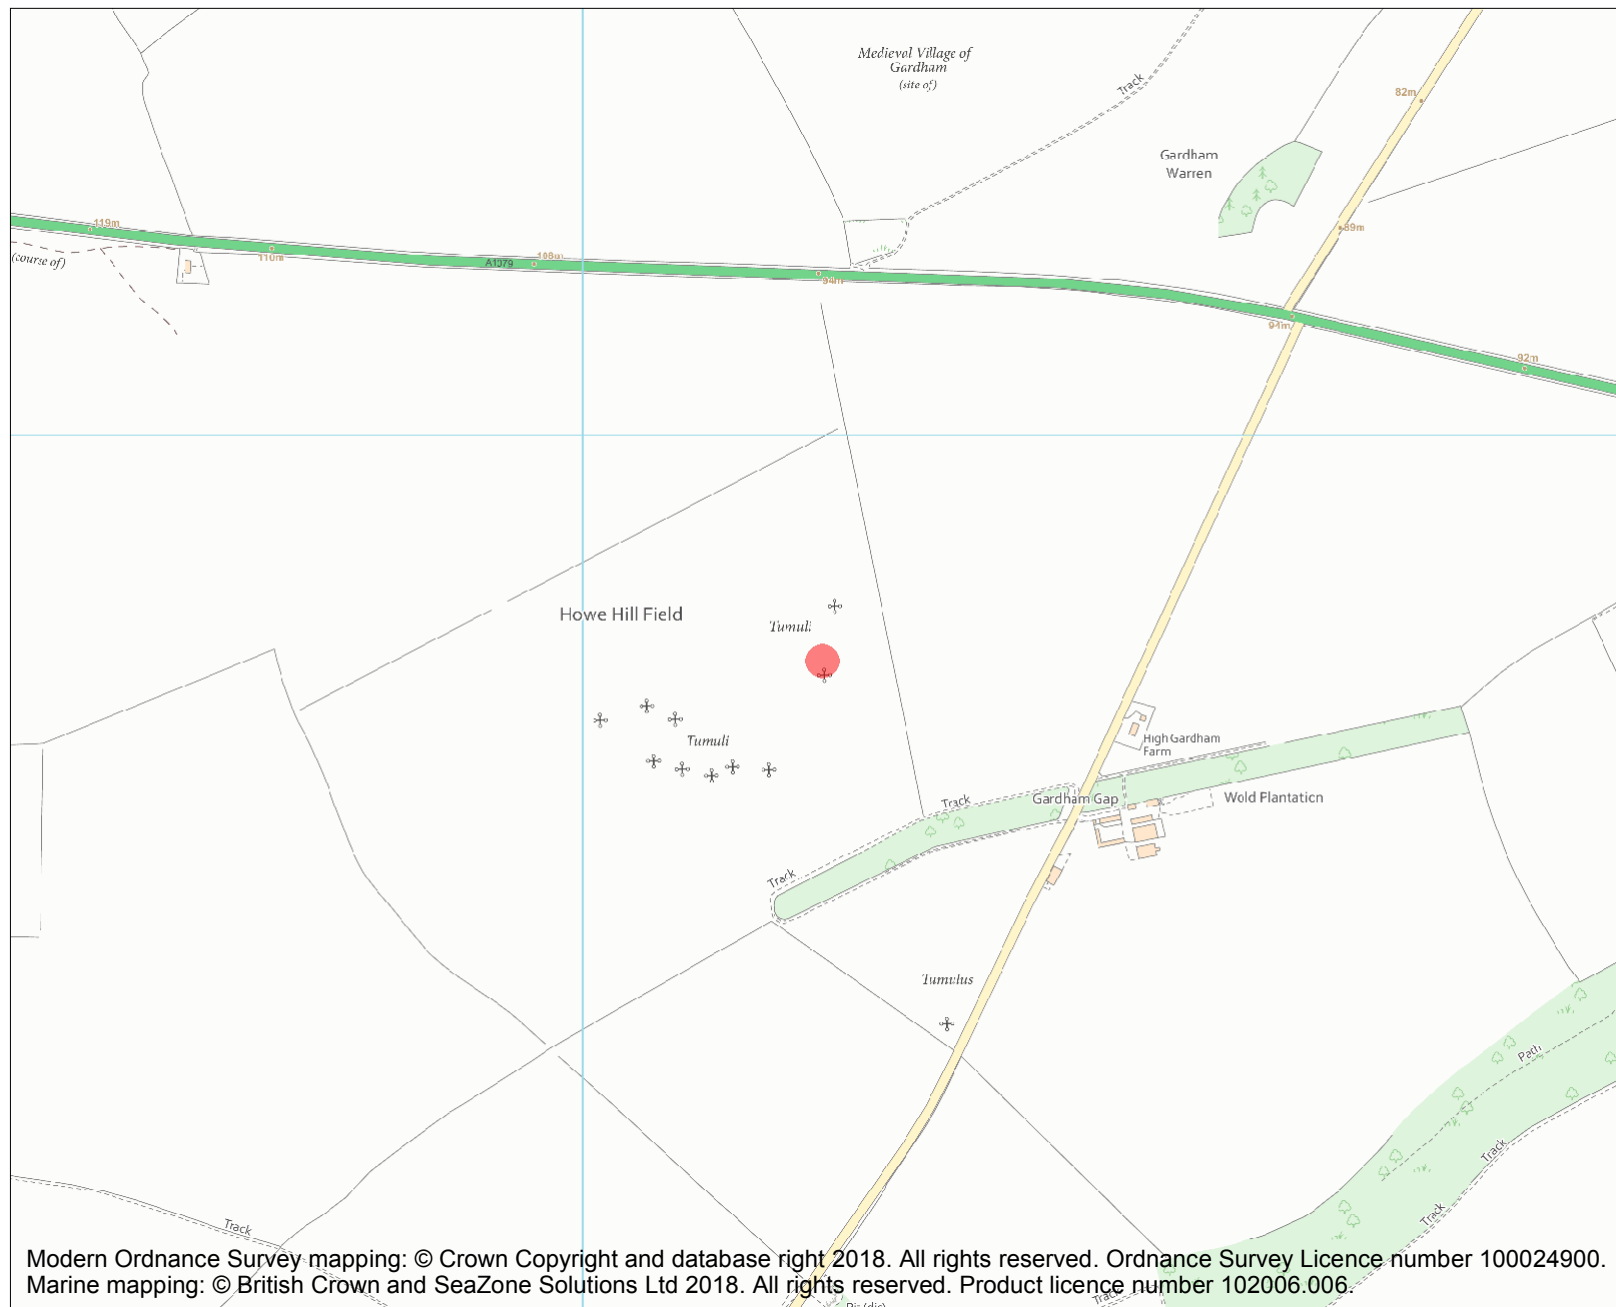 Medieval Village of
Gardham
(site of)
Track
82m
Gardham
Warren
119m
89m
(course of)
110m
A1079
94m
91m
92m
Howe Hill Field
Tumuli
Tumuli
High Gardham
Farm
Track
Gardham Gap
Wold Plantation
Track
Tumulus
Path
Track
Track
Track
Modern Ordnance Survey mapping: © Crown Copyright and database right 2018. All rights reserved. Ordnance Survey Licence number 100024900.
Marine mapping: © British Crown and SeaZone Solutions Ltd 2018. All rights reserved. Product licence number 102006.006.
Track